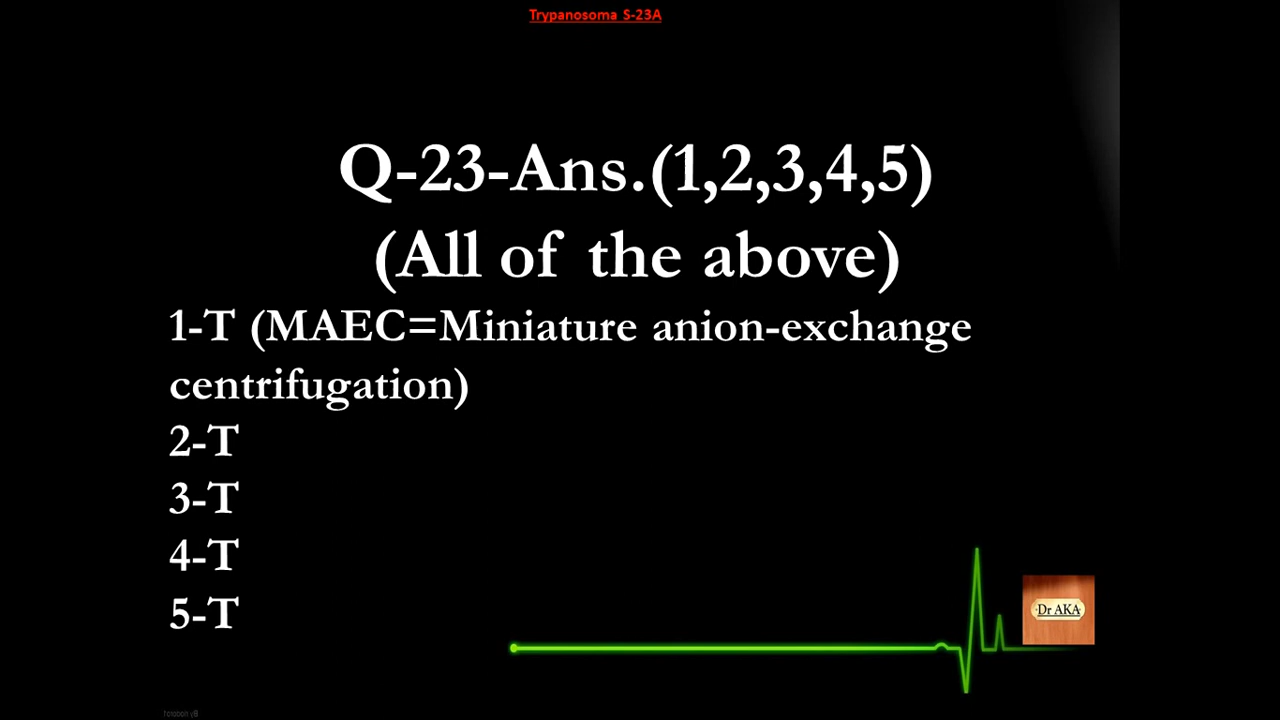 Trypanosoma S-23A
Q-23-Ans.(1,2,3,4,5)
(All of the above)
1-T (MAEC=Miniature anion-exchange
centrifugation)
2-T
3-T
4-T
5-T
Dr AKA